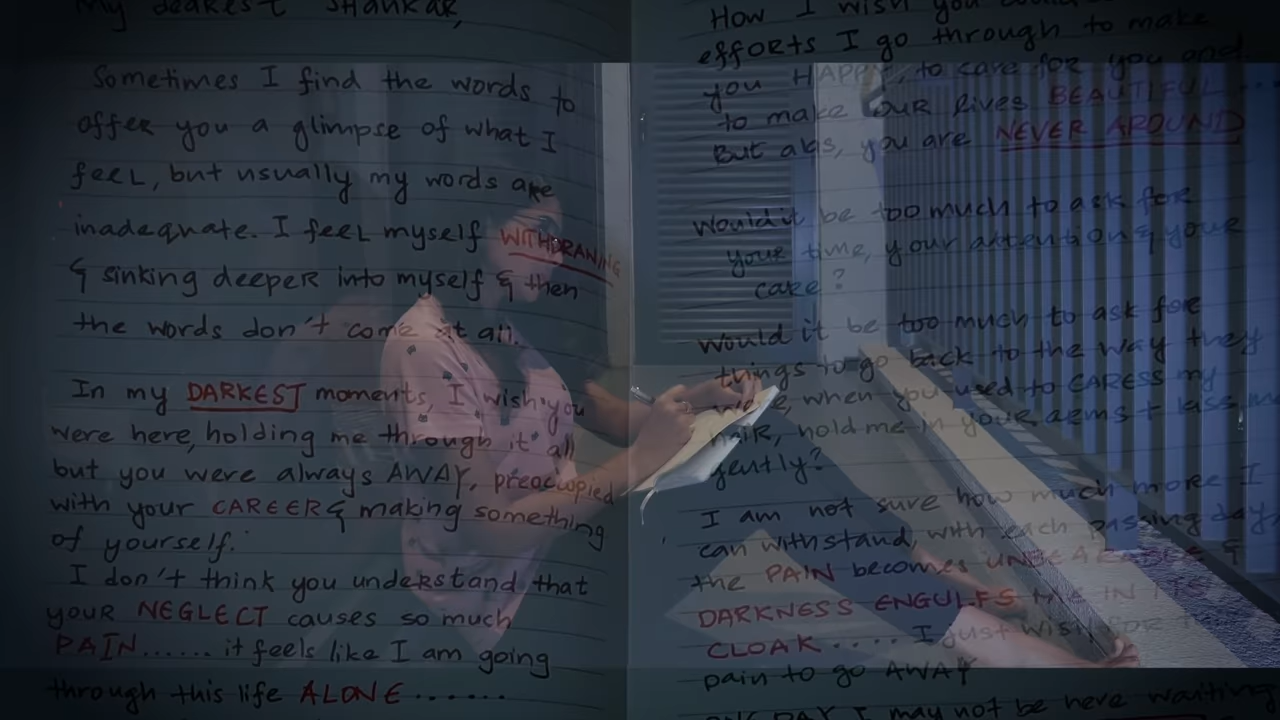 My dearest Shankar,
Sometimes I find the words to
offer you a glimpse of what I
feel, but usually my words are
inadequate. I feel myself WITHDRAWING
& sinking deeper into myself & then
the words don't come at all.
In my DARKEST moments, I wish you
were here, holding me through it all
but you were always AWAY, preoccupied
with your CAREER & making something
of yourself.
I don't think you understand that
your NEGLECT causes so much
PAIN...... it feels like I am going
through this life ALONE.......
How I wish you could
efforts I go through to make
you HAPPY, to care for you and
to make our lives BEAUTIFUL....
But alas, you are NEVER AROUND
Would it be too much to ask for
your time, your attention & your
care?
Would it be too much to ask for
things to go back to the way they
were, when you used to CARESS my
hair, hold me in your arms & kiss me
gently?
I am not sure how much more I
can withstand, with each passing day,
the PAIN becomes UNBEARABLE &
DARKNESS ENGULFS ME IN ITS
CLOAK..... I just wish for the
pain to go AWAY
ONE DAY I may not be here waiting